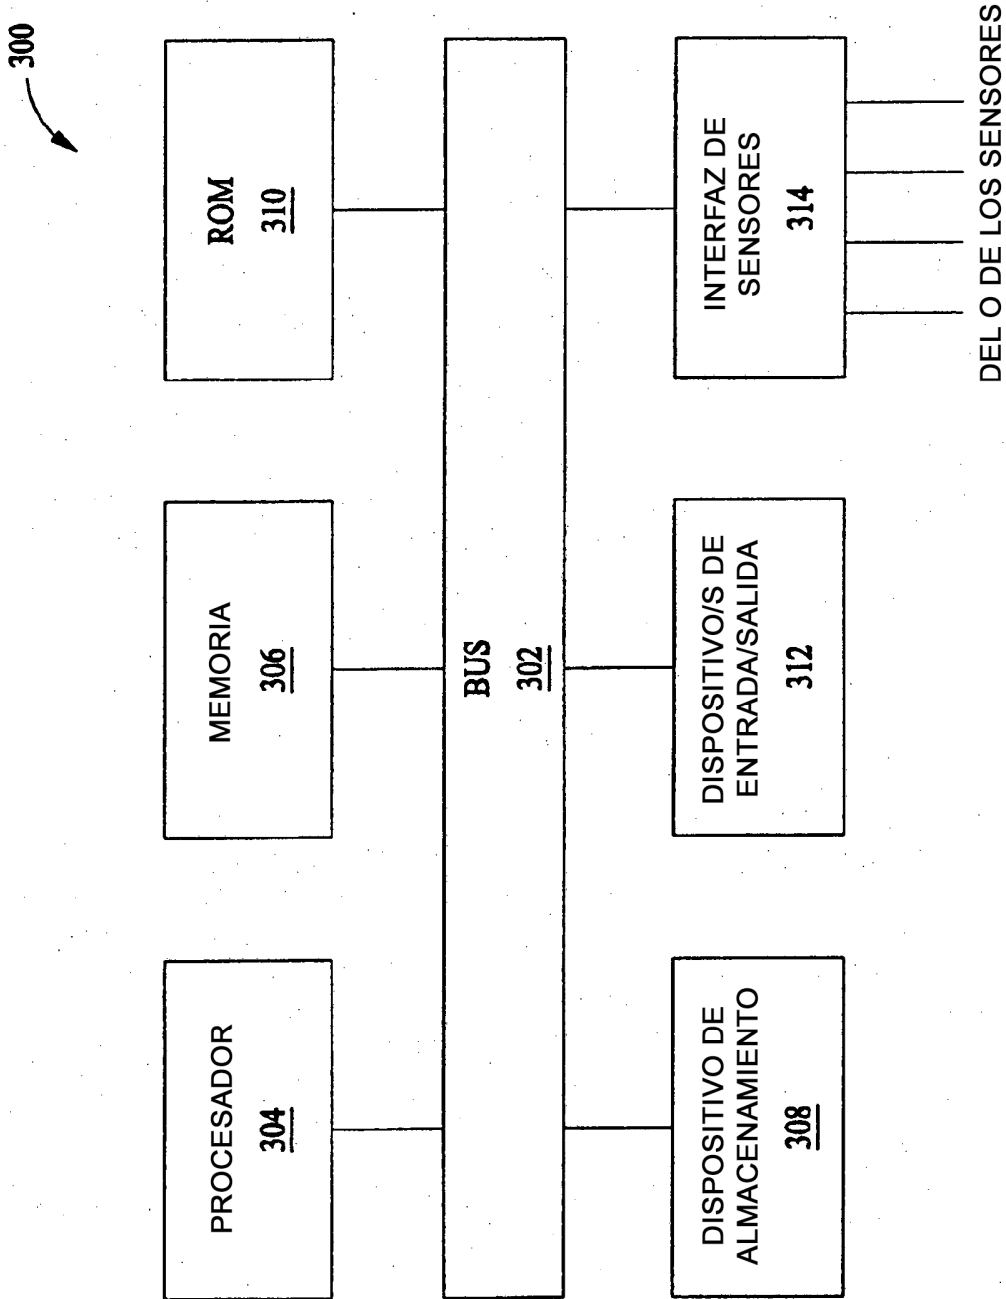 300
PROCESADOR
304
MEMORIA
306
ROM
310
BUS
302
DISPOSITIVO DE
ALMACENAMIENTO
308
DISPOSITIVO/S DE
ENTRADA/SALIDA
312
INTERFAZ DE
SENSORES
314
DEL O DE LOS SENSORES